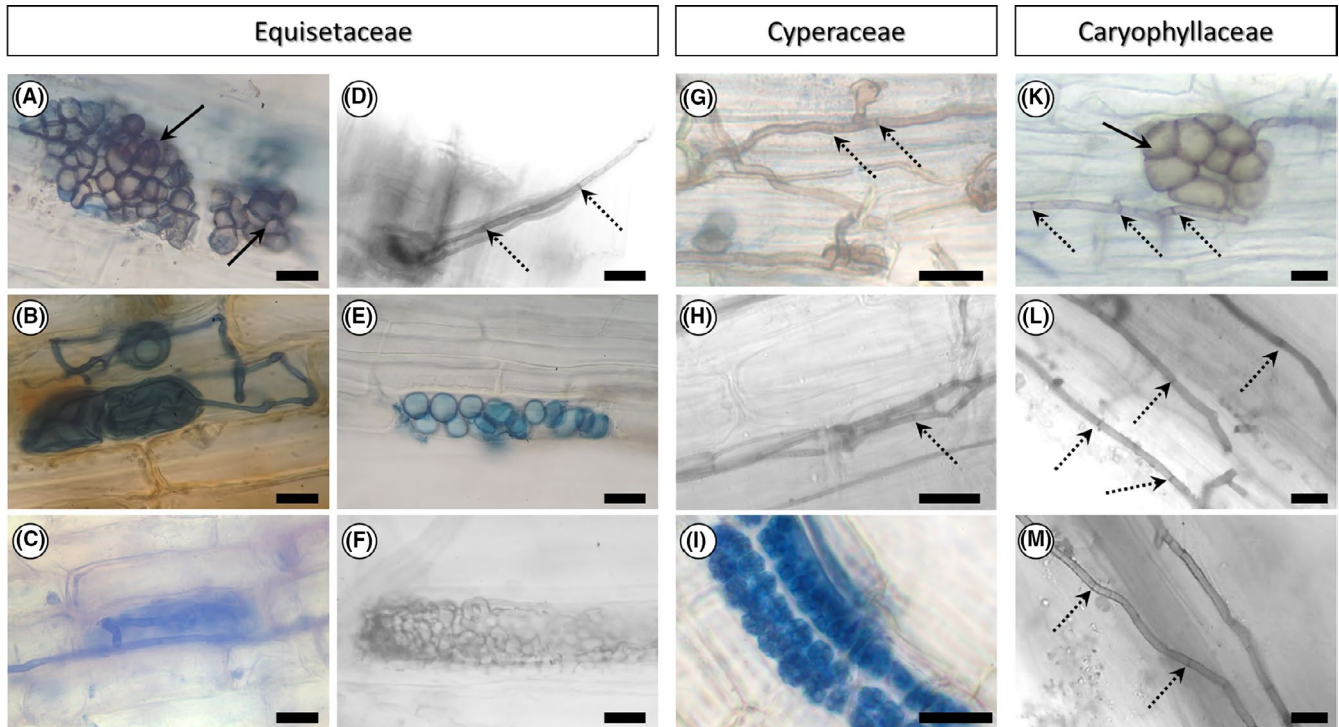 Equisetaceae
Cyperaceae
Caryophyllaceae
(A)
(D)
(G)
(K)
(B)
(E)
(H)
(L)
(C)
(F)
(I)
(M)